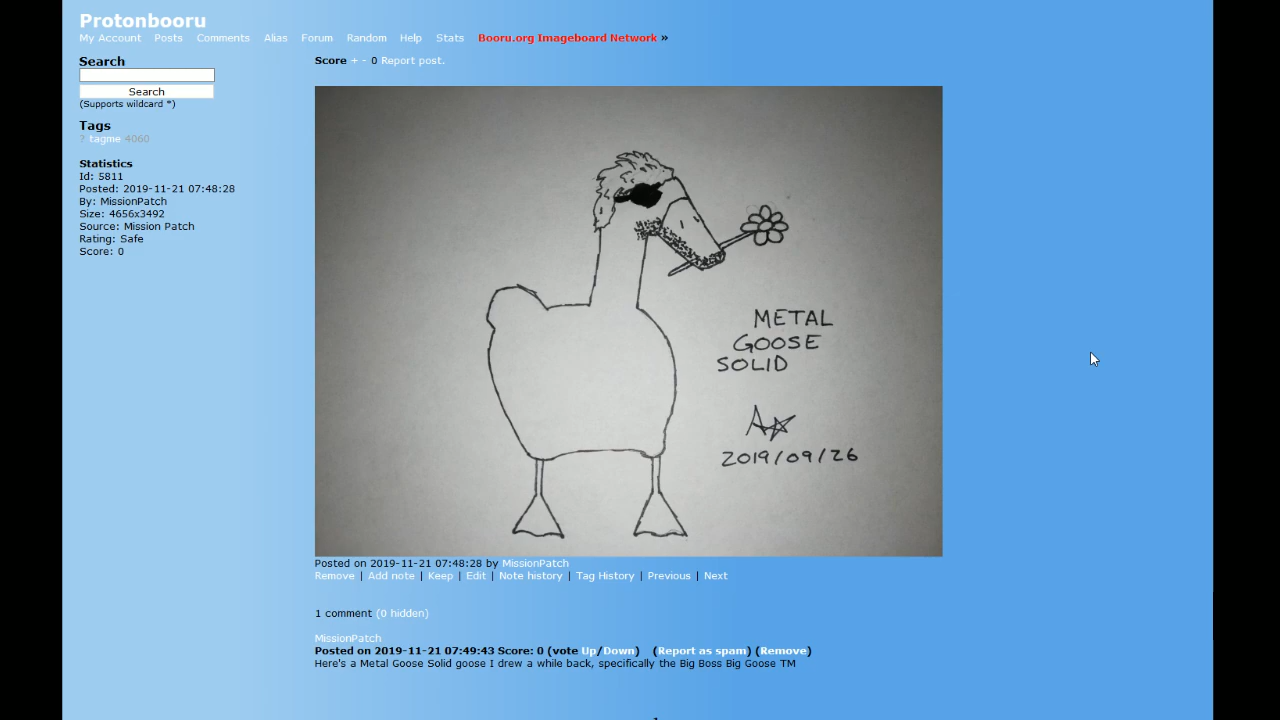 Protonbooru
My Account Posts Comments Alias Forum Random Help Stats Booru.org Imageboard Network »
Search
Search
(Supports wildcard *)
Tags
? tagme 4060
Statistics
Id: 5811
Posted: 2019-11-21 07:48:28
By: MissionPatch
Size: 4656x3492
Source: Mission Patch
Rating: Safe
Score: 0
Score + - 0 Report post.
METAL
GOOSE
SOLID
2019/09/26
Posted on 2019-11-21 07:48:28 by MissionPatch
Remove | Add note | Keep | Edit | Note history | Tag History | Previous | Next
1 comment (0 hidden)
MissionPatch
Posted on 2019-11-21 07:49:43 Score: 0 (vote Up/Down) (Report as spam) (Remove)
Here's a Metal Goose Solid goose I drew a while back, specifically the Big Boss Big Goose TM